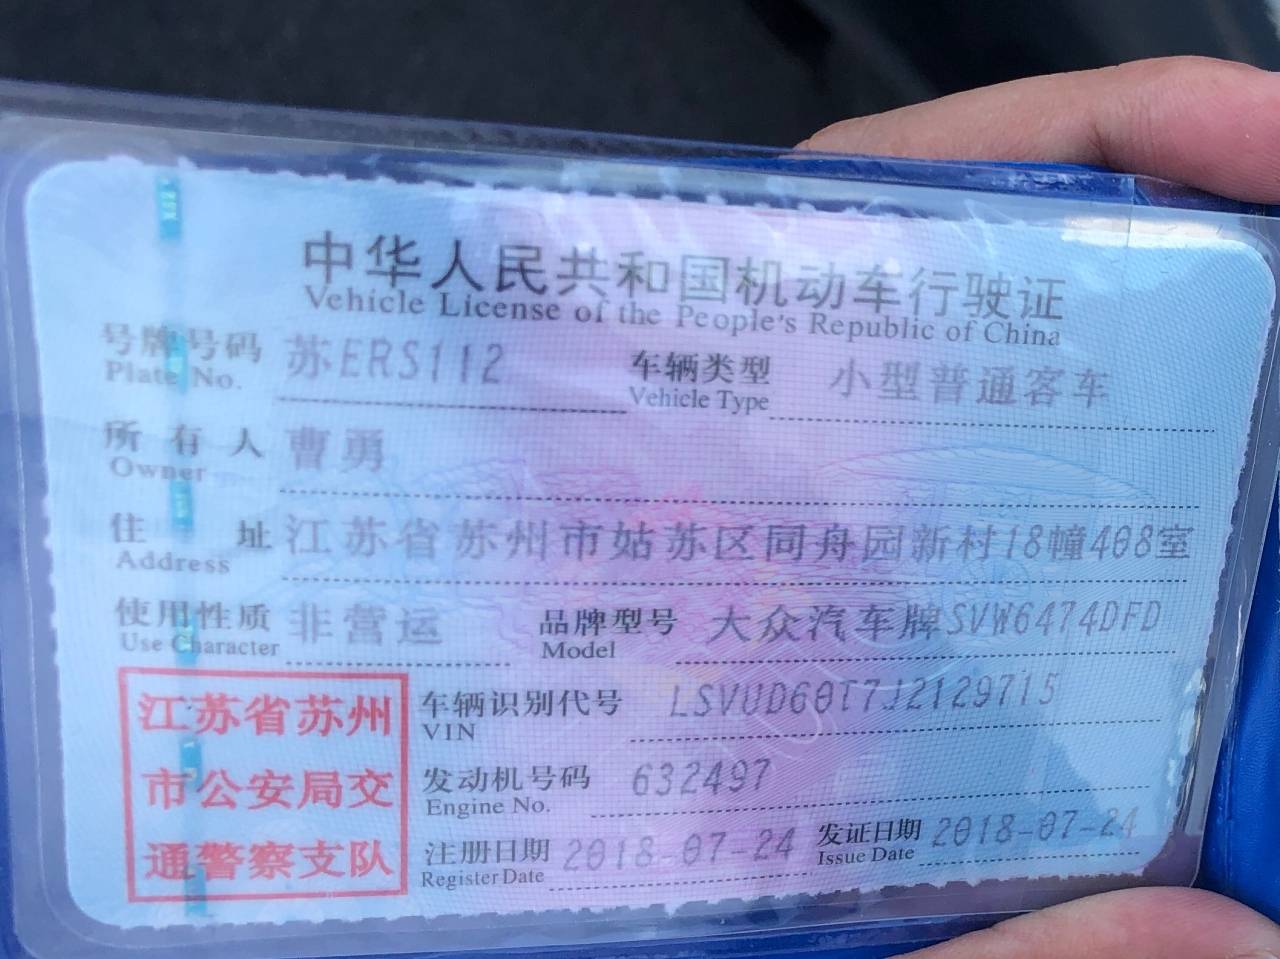 中华人民共和国机动车行驶证
Vehicle License of the People's Republic of China
号牌号码 苏ERS112 车辆类型 小型普通客车
Plate No. Vehicle Type
所有人 曹勇
Owner
住址 江苏省苏州市姑苏区同舟园新村18幢408室
Address
使用性质 非营运 品牌型号 大众汽车牌SVW6474DFD
Use Character Model
江苏省苏州 车辆识别代号 LSVUD60T7J2129715
VIN
市公安局交 发动机号码 632497
Engine No.
通警察支队 注册日期 2018-07-24 发证日期 2018-07-24
Register Date Issue Date